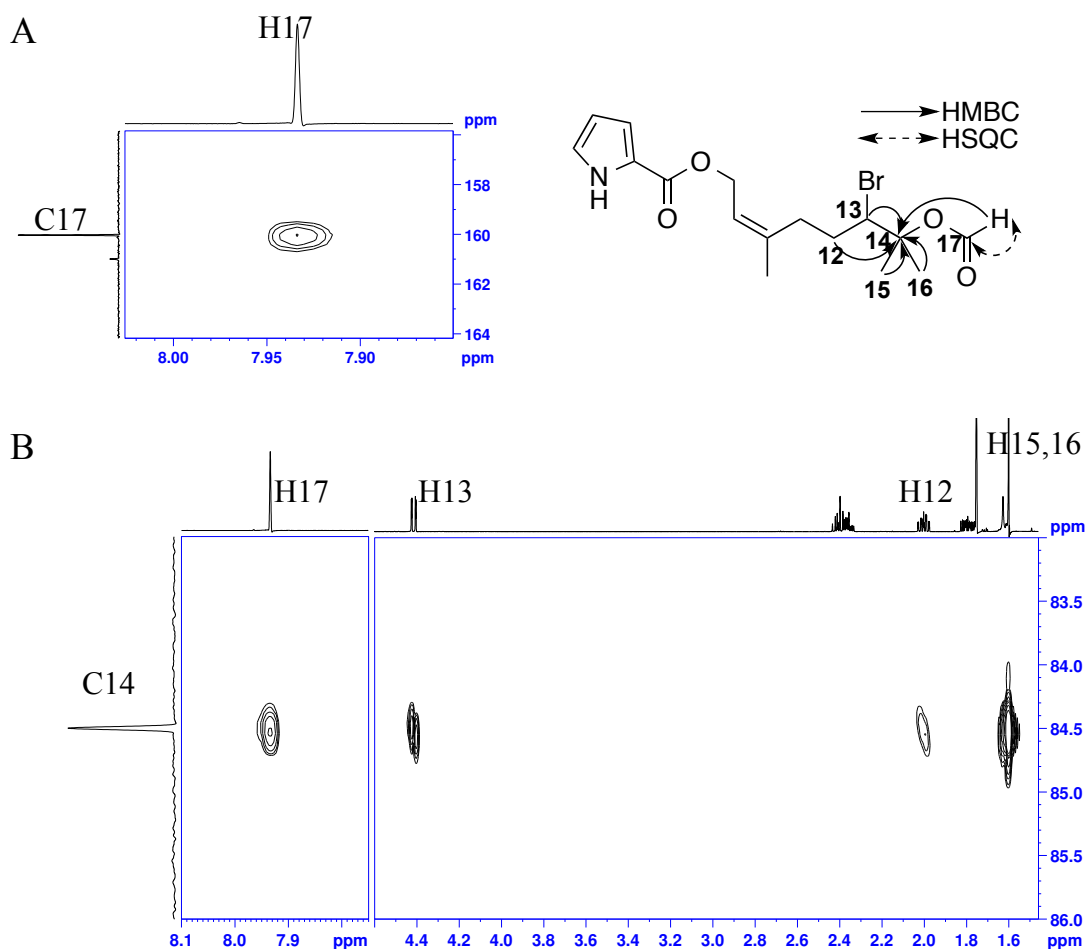 A
H17
ppm
158
C17
160
162
164
8.00
7.95
7.90
ppm
HMBC
HSQC
O
N
H
O
Br
13
O
H
14
17
12
O
15
16
B
H17
H13
H12
H15,16
ppm
83.5
C14
84.0
84.5
85.0
85.5
86.0
8.1
8.0
7.9
ppm
4.4
4.2
4.0
3.8
3.6
3.4
3.2
3.0
2.8
2.6
2.4
2.2
2.0
1.8
1.6
ppm